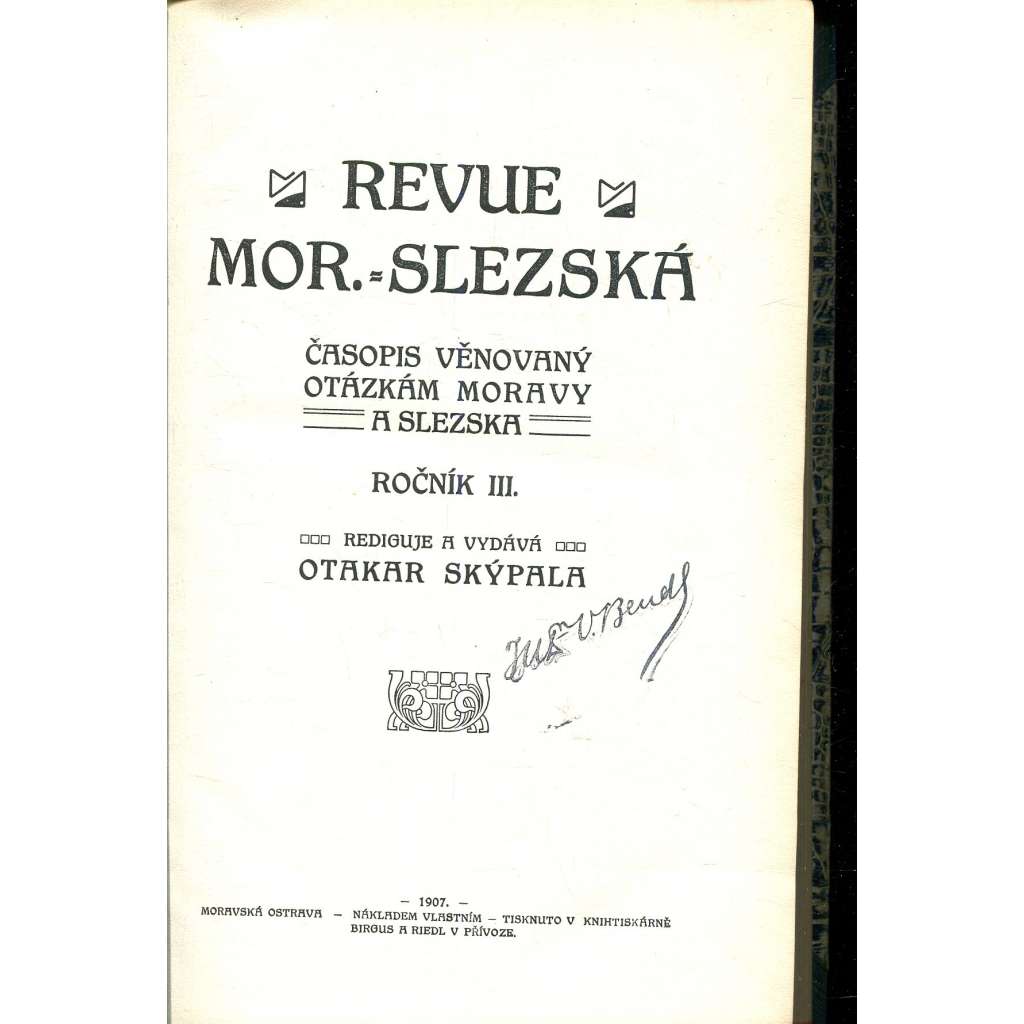 REVUE
MOR.-SLEZSKÁ
ČASOPIS VĚNOVANÝ
OTÁZKÁM MORAVY
A SLEZSKA
ROČNÍK III.
REDIGUJE A VYDÁVÁ
OTAKAR SKÝPALA
V. Bendl
– 1907. –
MORAVSKÁ OSTRAVA – NÁKLADEM VLASTNÍM – TISKNUTO V KNIHTISKÁRNĚ
BIRGUS A RIEDL V PŘÍVOZE.